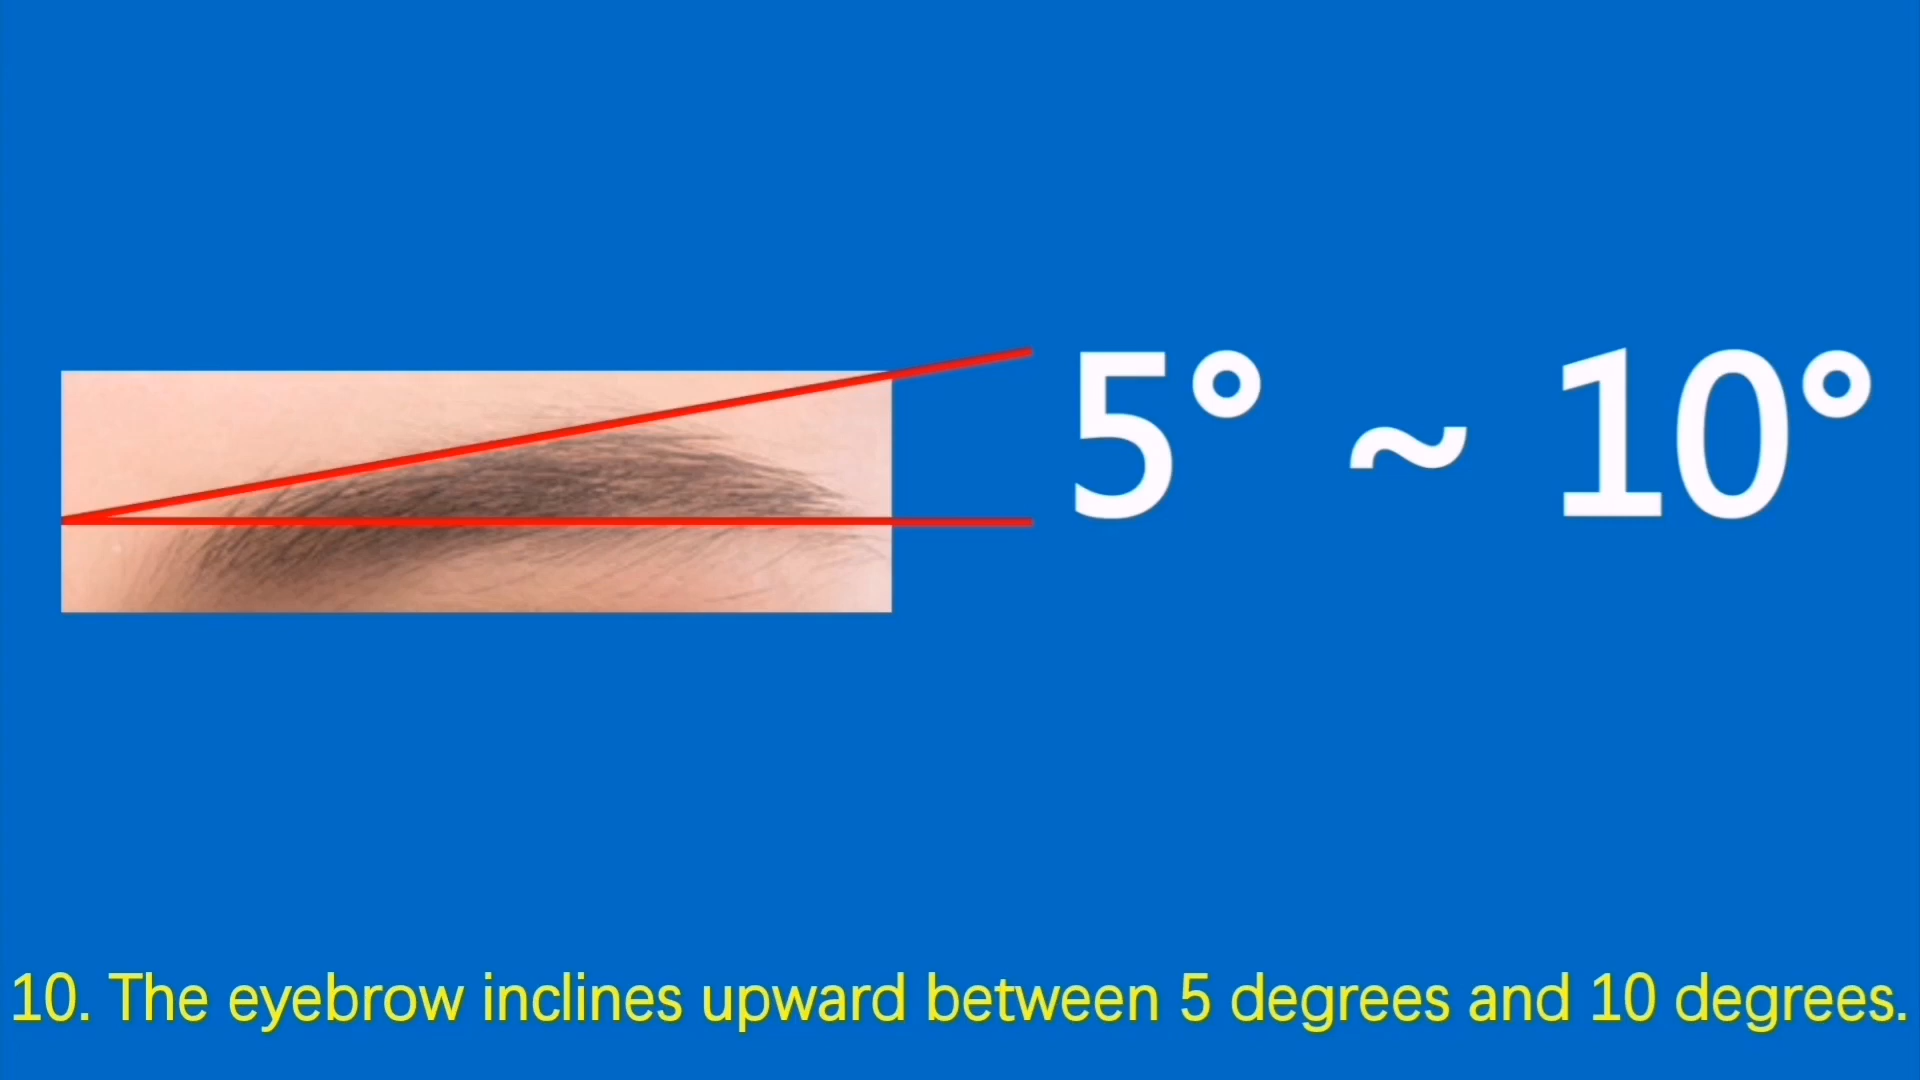 5° ~ 10°
10. The eyebrow inclines upward between 5 degrees and 10 degrees.